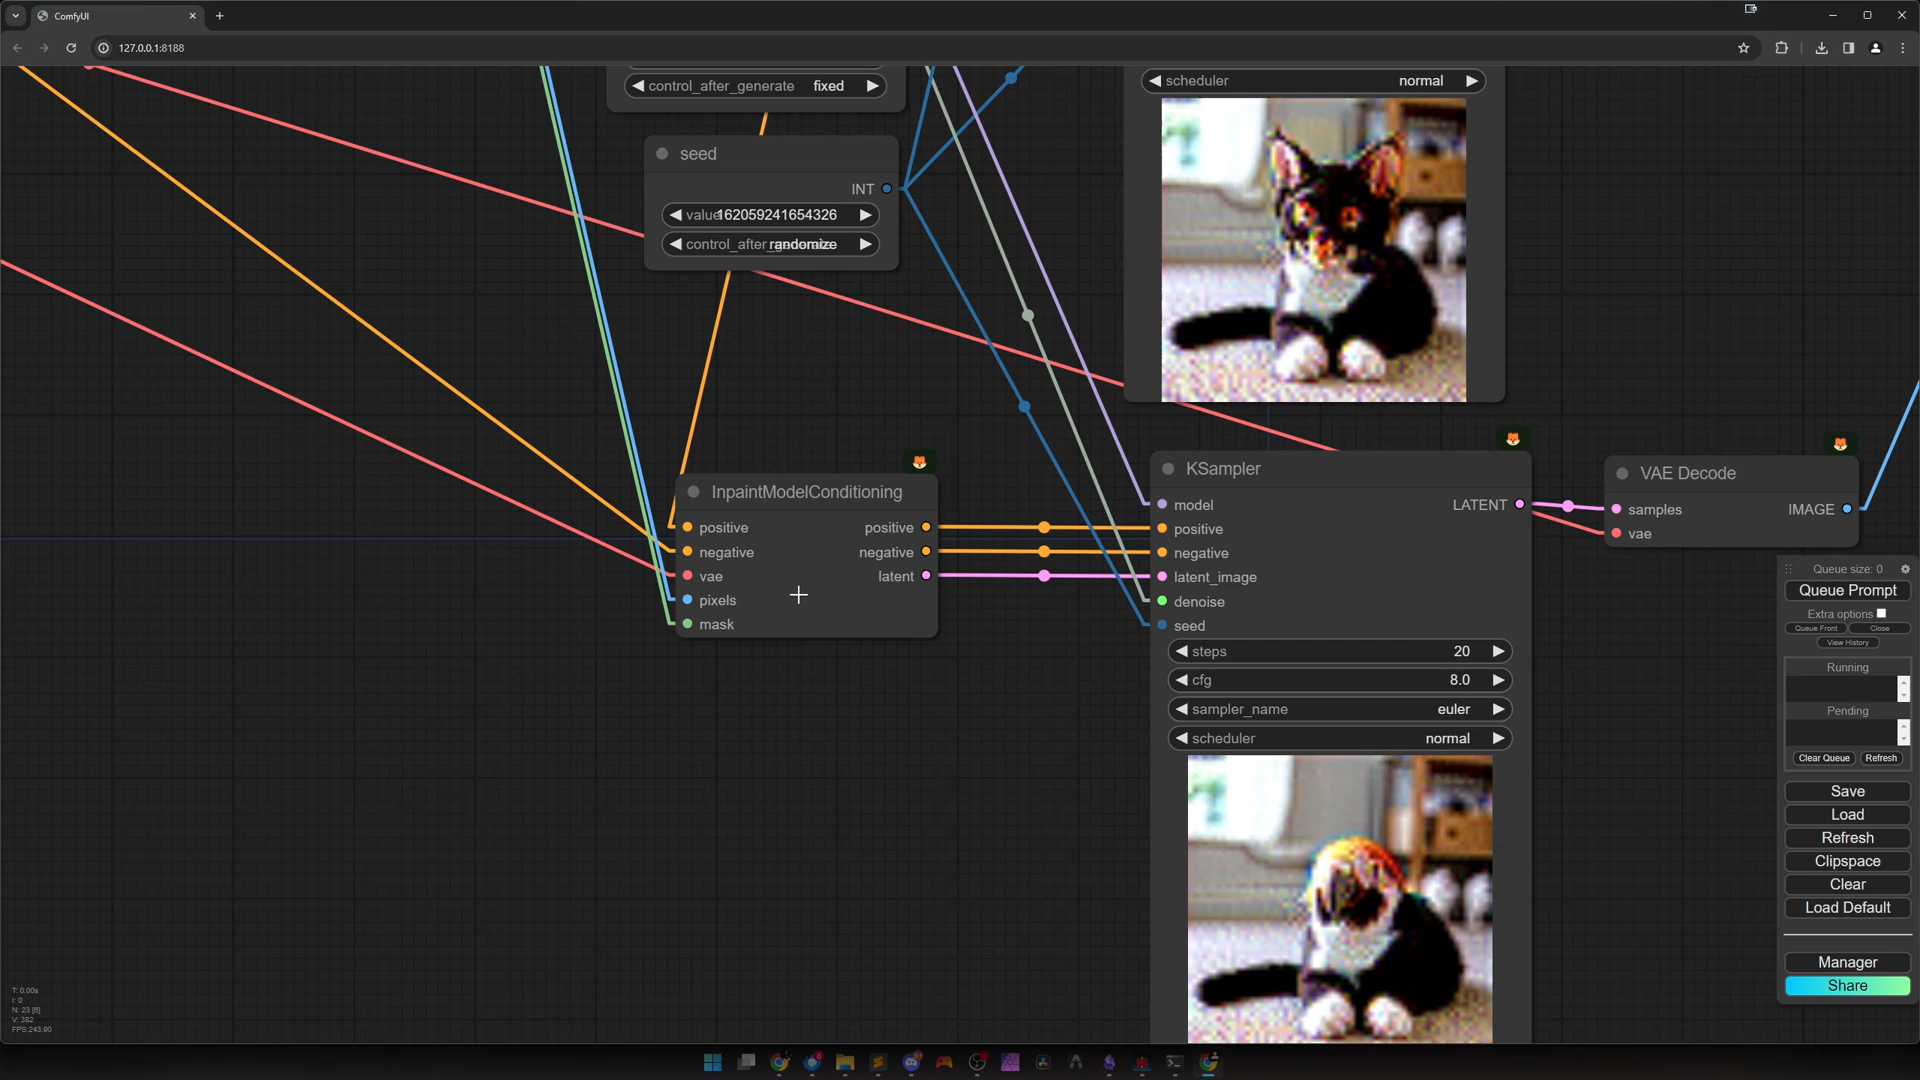 ComfyUI
127.0.0.1:8188
control_after_generate fixed
scheduler normal
seed
INT
value 162059241654326
control_after randomize
InpaintModelConditioning
positive positive
negative negative
vae latent
pixels
mask
KSampler
model LATENT
positive
negative
latent_image
denoise
seed
steps 20
cfg 8.0
sampler_name euler
scheduler normal
VAE Decode
samples IMAGE
vae
Queue size: 0
Queue Prompt
Extra options
Queue Front Close
View History
Running
Pending
Clear Queue Refresh
Save
Load
Refresh
Clipspace
Clear
Load Default
Manager
Share
T: 0.00s
I: 0
N: 23 [6]
V: 382
FPS:243.90